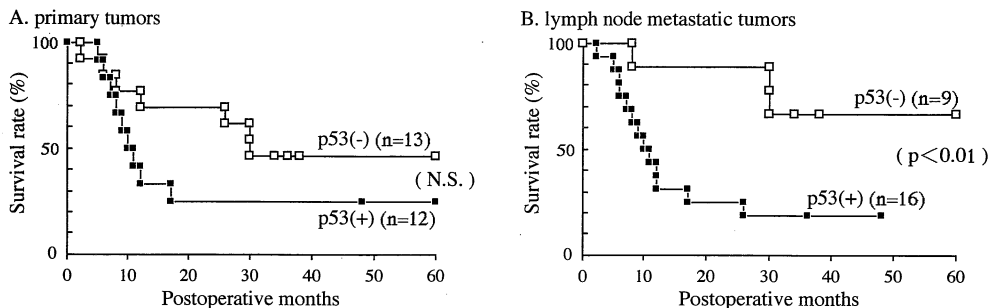 A. primary tumors
100
50
0
Survival rate (%)
p53(-) (n=13)
( N.S. )
p53(+) (n=12)
0 10 20 30 40 50 60
Postoperative months
B. lymph node metastatic tumors
100
50
0
Survival rate (%)
p53(-) (n=9)
( p<0.01 )
p53(+) (n=16)
0 10 20 30 40 50 60
Postoperative months